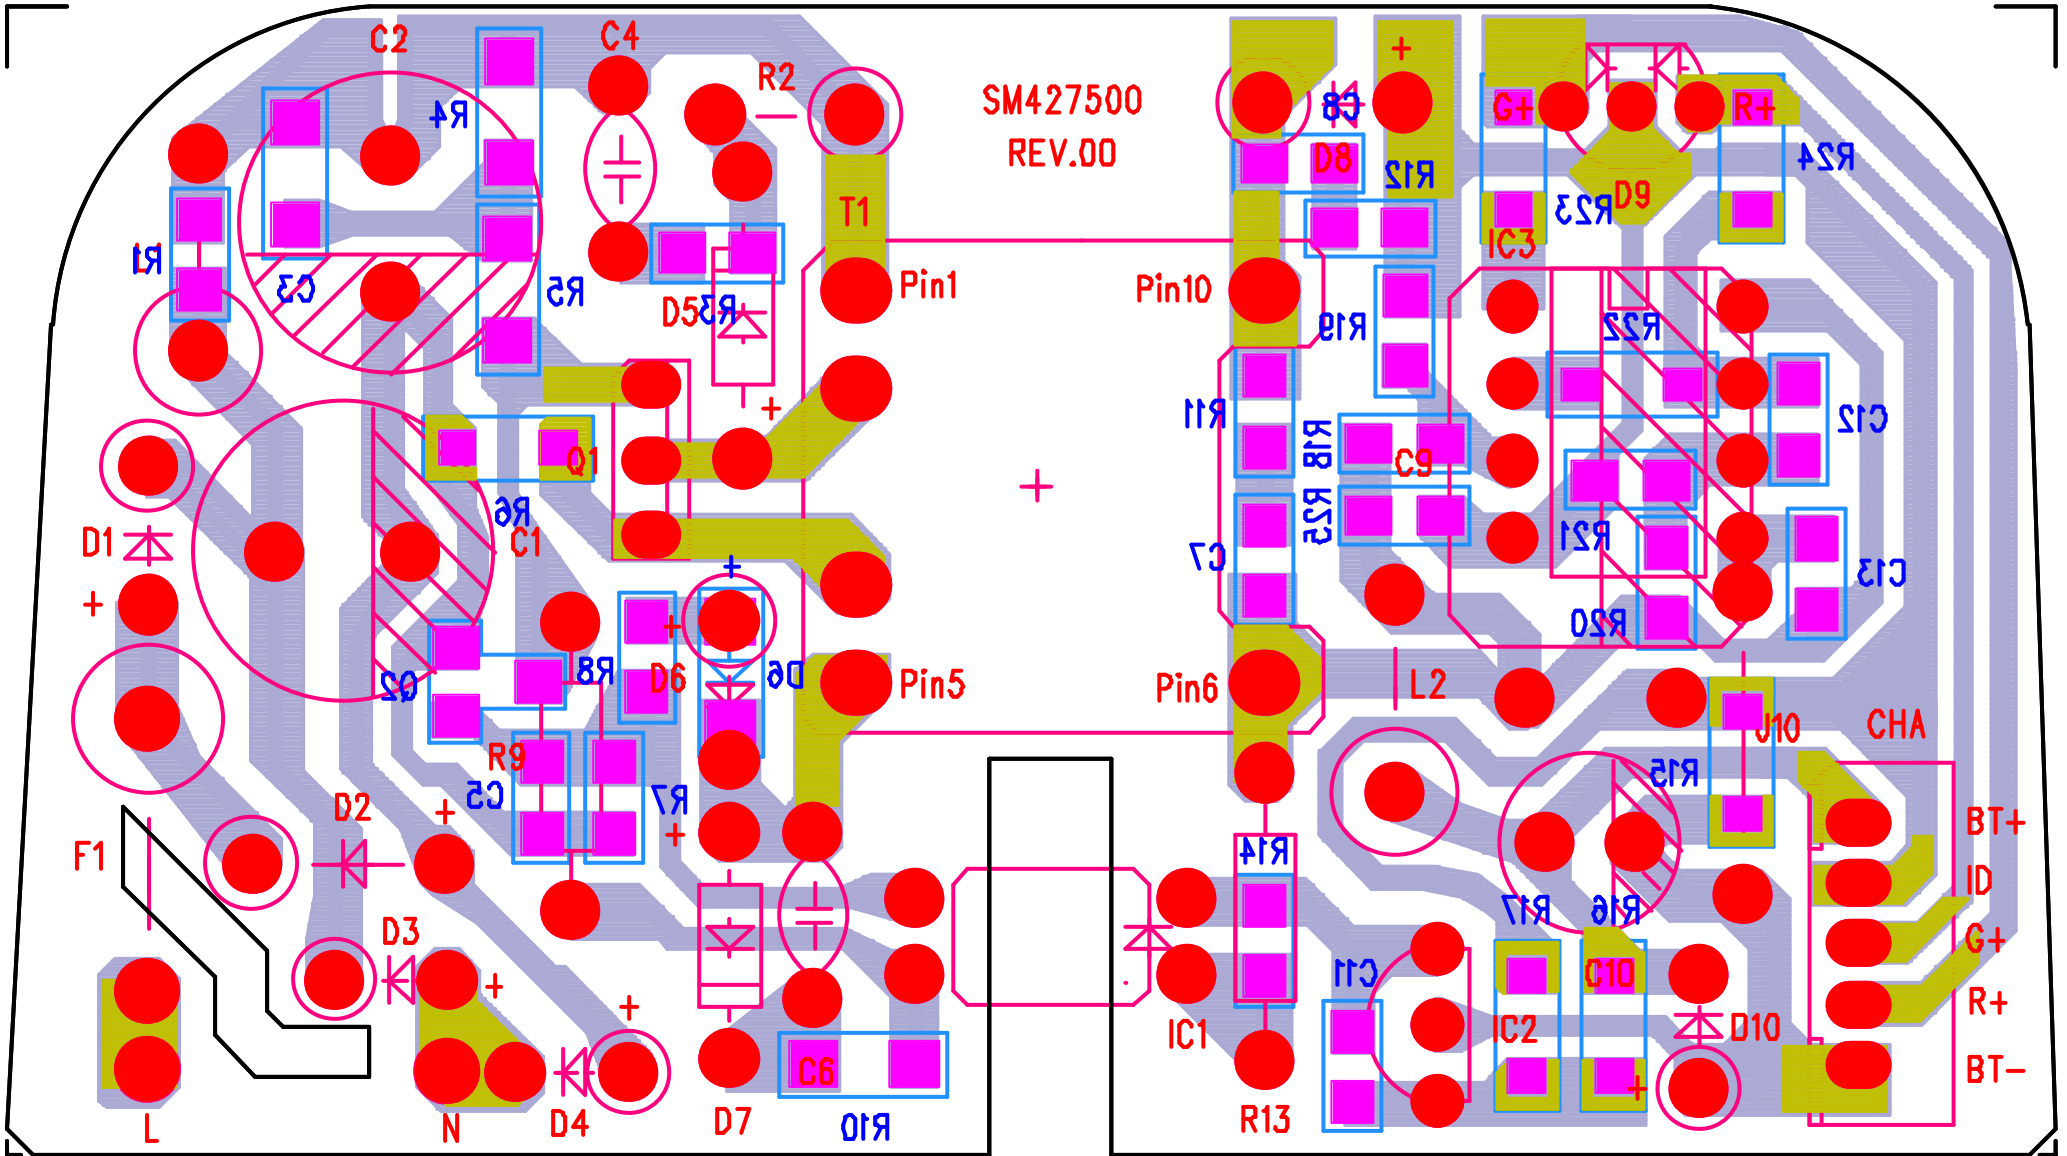 C2
C4
R2
R4
SM427500
REV.00
+
C8
G+
R+
D8
R12
R24
T1
D9
R23
IC3
R1
C3
R5
D5
R3
Pin1
Pin10
R19
R22
+
R11
R18
C9
C12
Q1
R6
C1
D1
R25
R21
C7
C13
+
+
+
R20
R8
D6
D6
Q2
Pin5
Pin6
L2
J10
CHA
R9
C5
R7
R15
D2
+
+
BT+
F1
R14
ID
R17
R16
D3
G+
+
C11
C10
R+
+
IC1
IC2
D10
C6
+
BT-
L
N
D4
D7
R10
R13